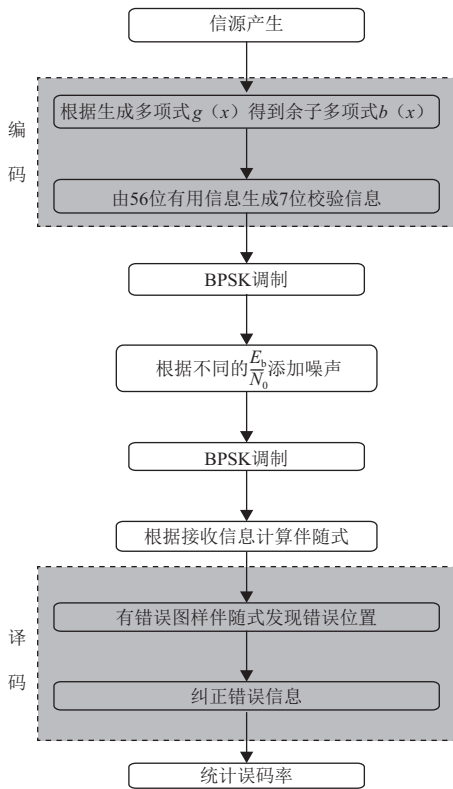 信源产生
编码
根据生成多项式g（x）得到余子多项式b（x）
由56位有用信息生成7位校验信息
BPSK调制
根据不同的E_b/N_0添加噪声
BPSK调制
根据接收信息计算伴随式
译码
有错误图样伴随式发现错误位置
纠正错误信息
统计误码率